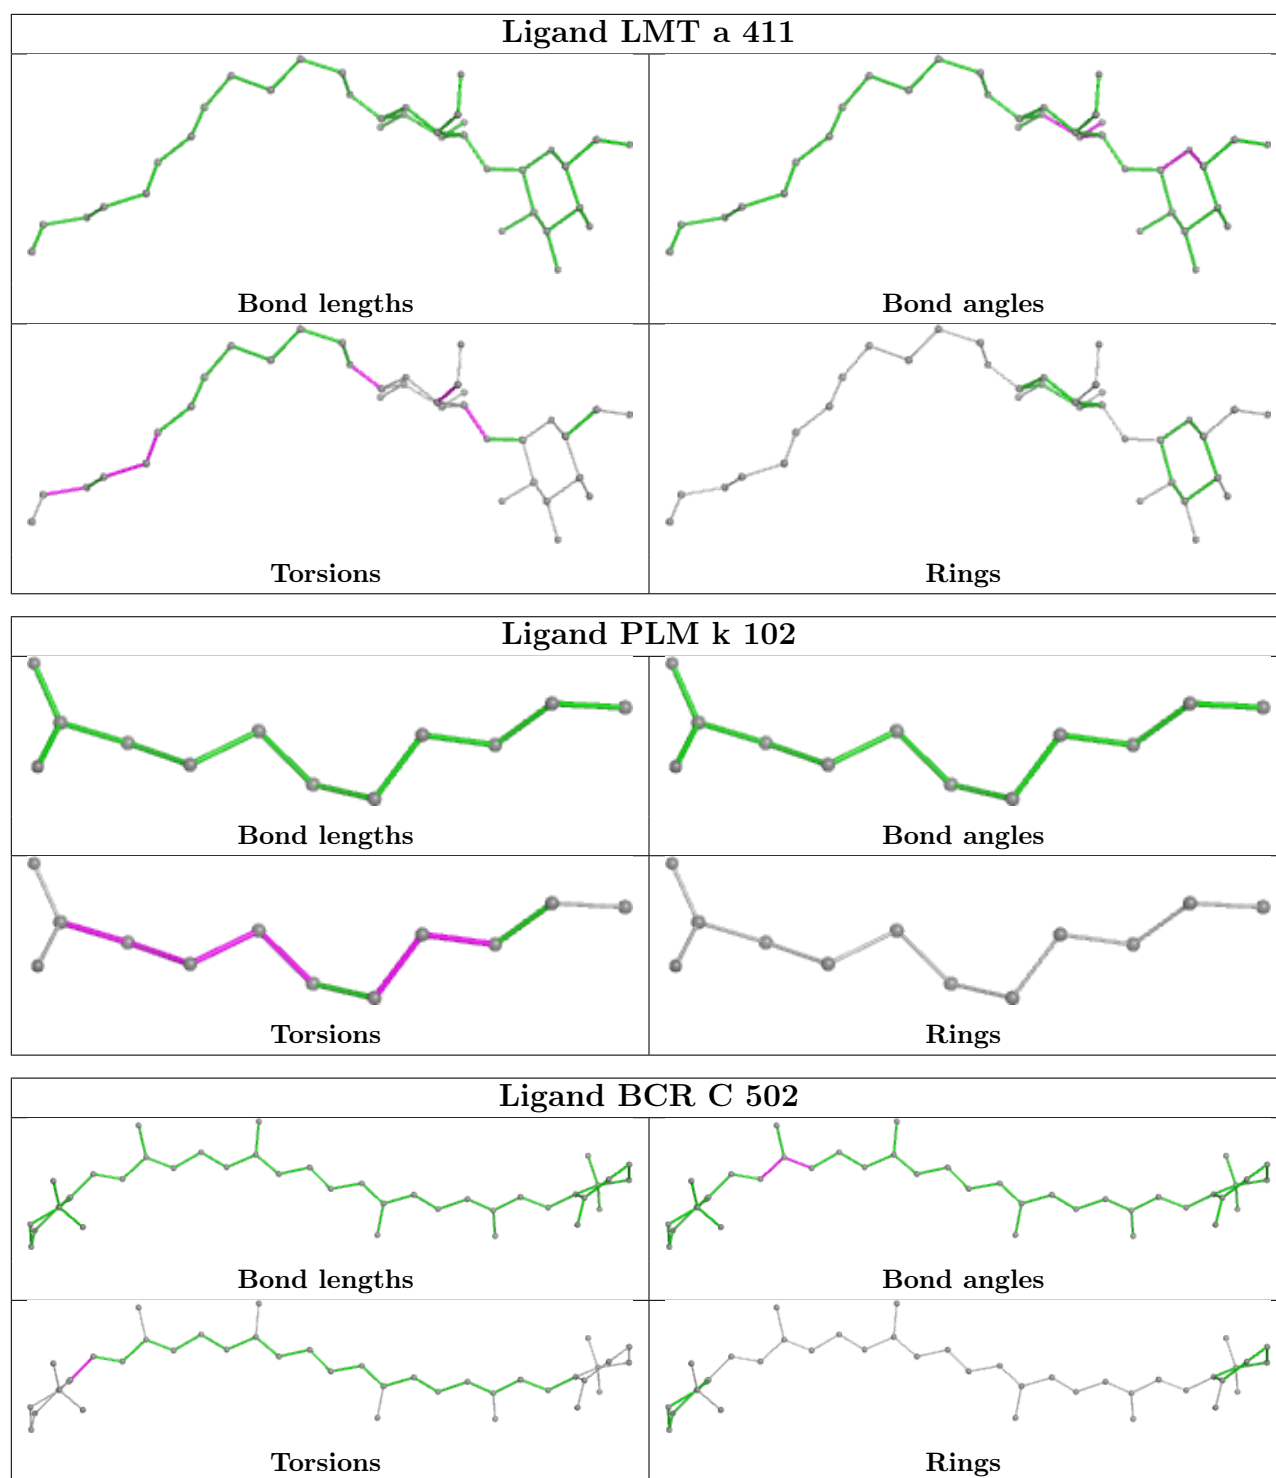 Ligand LMT a 411
Bond lengths
Bond angles
Torsions
Rings
Ligand PLM k 102
Bond lengths
Bond angles
Torsions
Rings
Ligand BCR C 502
Bond lengths
Bond angles
Torsions
Rings